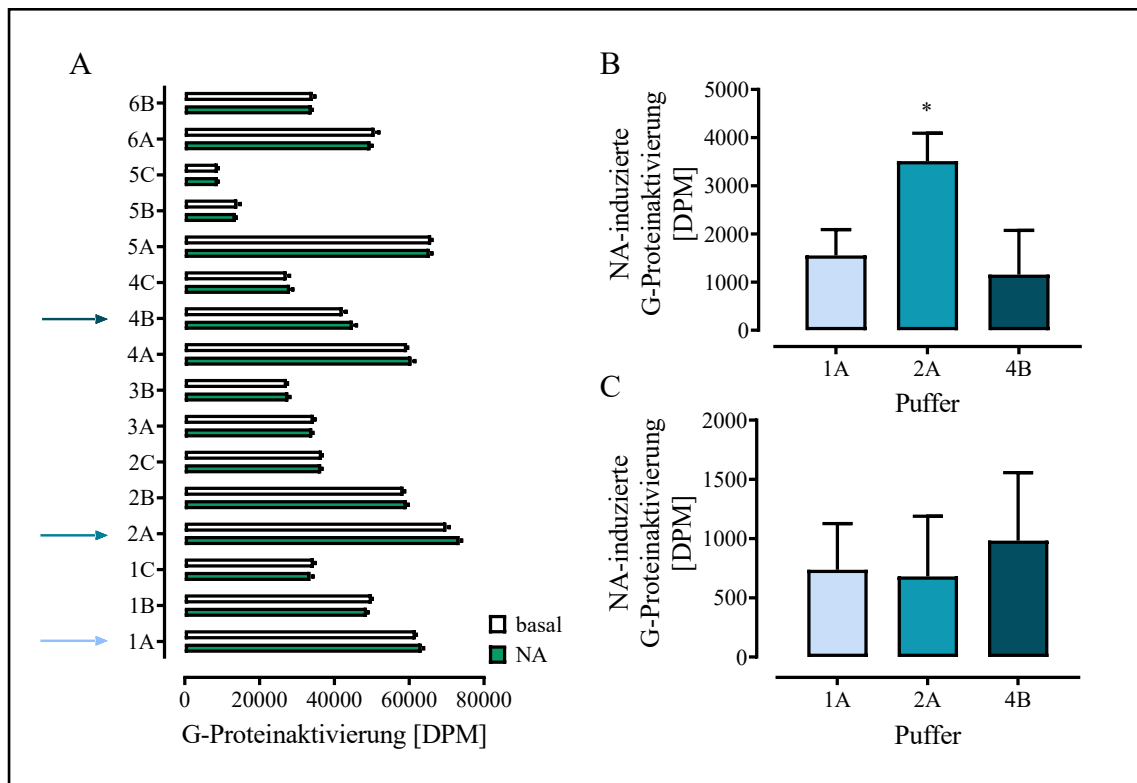 A
6B
6A
5C
5B
5A
4C
4B
4A
3B
3A
2C
2B
2A
1C
1B
1A
basal
NA
0 20000 40000 60000 80000
G-Proteinaktivierung [DPM]
B
NA-induzierte
G-Proteinaktivierung
[DPM]
5000
4000
3000
2000
1000
0
*
1A 2A 4B
Puffer
C
NA-induzierte
G-Proteinaktivierung
[DPM]
2000
1500
1000
500
0
1A 2A 4B
Puffer